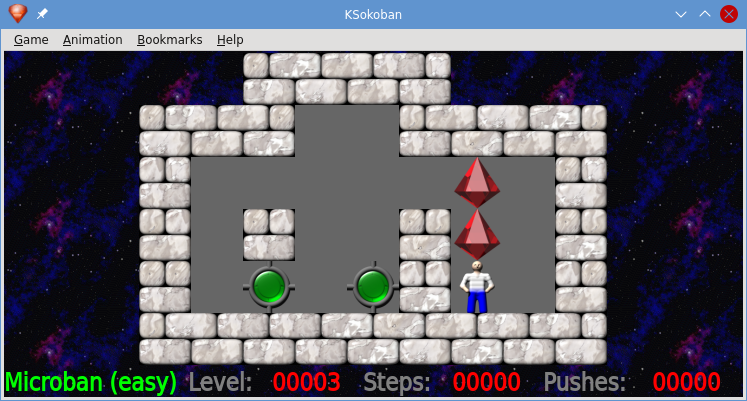 KSokoban
Game Animation Bookmarks Help
Microban (easy) Level: 00003 Steps: 00000 Pushes: 00000